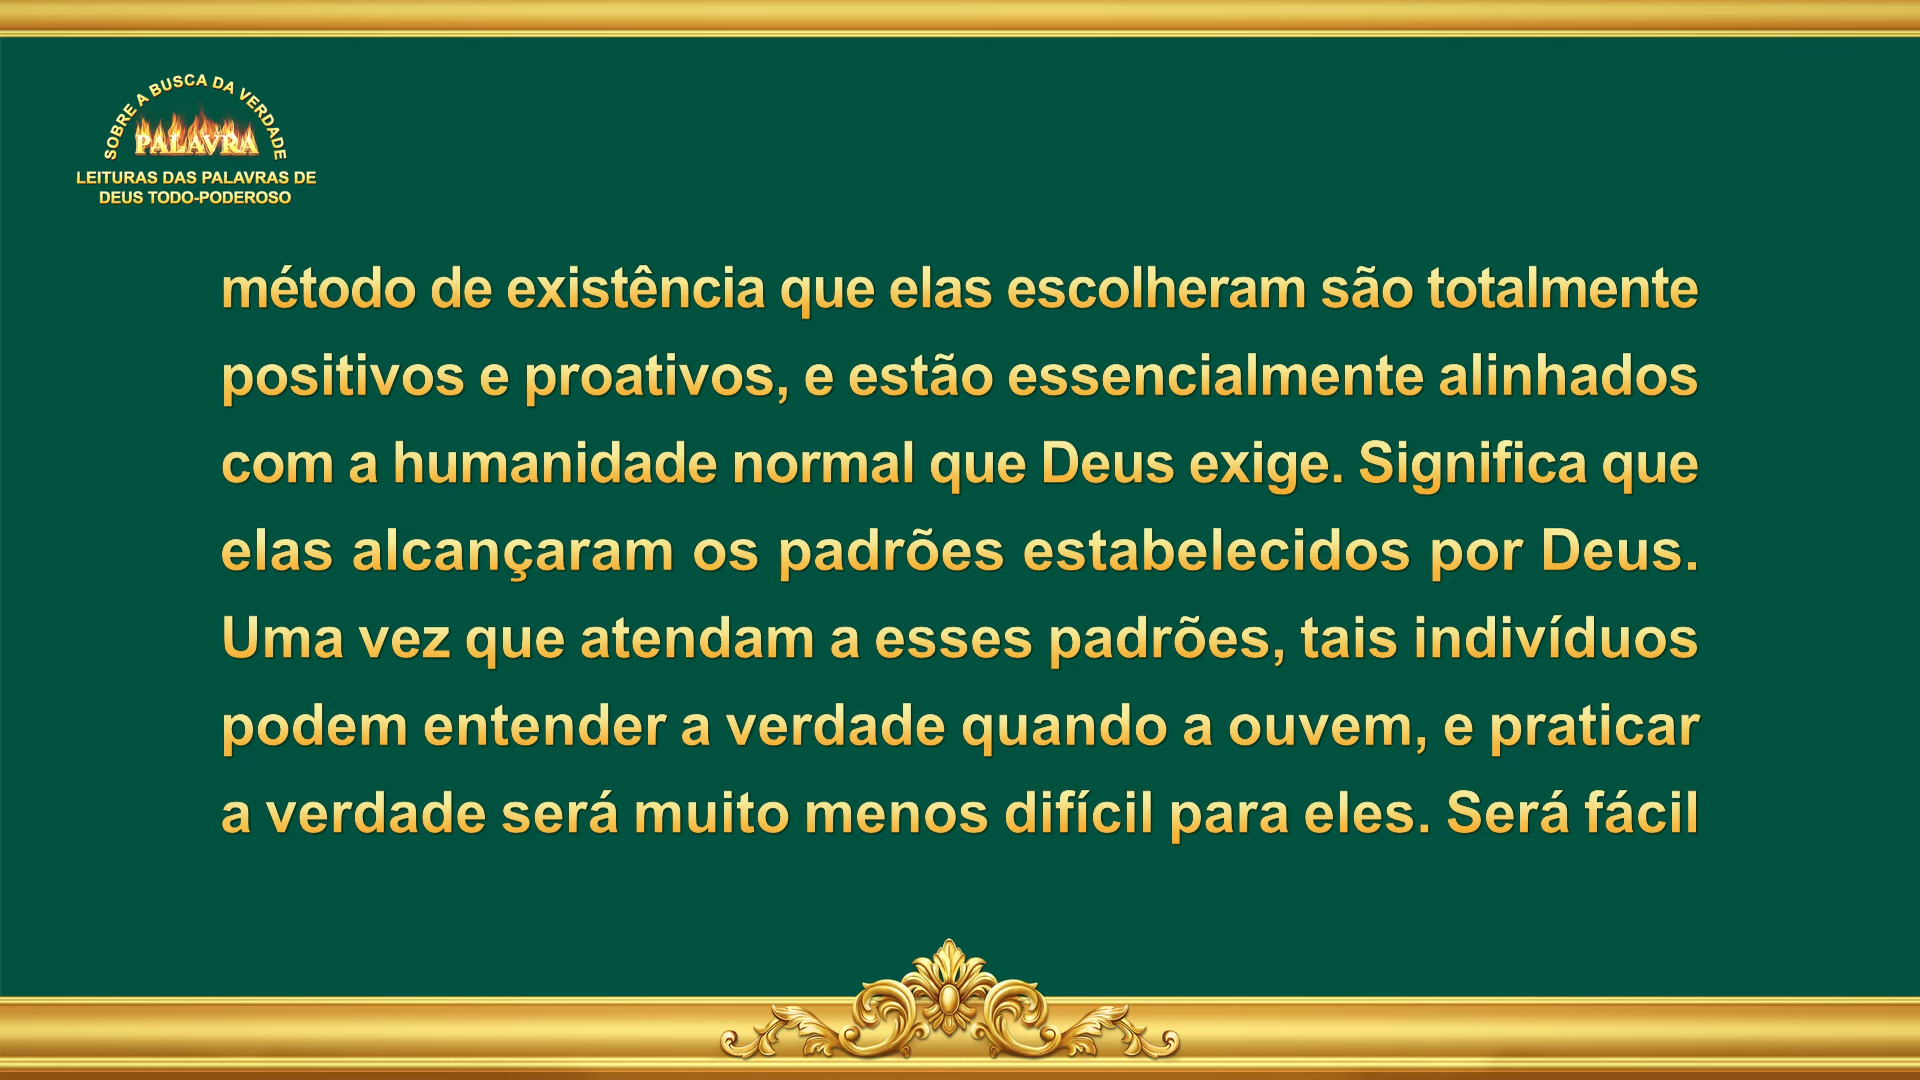 SOBRE A BUSCA DA VERDADE
PALAVRA
LEITURAS DAS PALAVRAS DE
DEUS TODO-PODEROSO
método de existência que elas escolheram são totalmente
positivos e proativos, e estão essencialmente alinhados
com a humanidade normal que Deus exige. Significa que
elas alcançaram os padrões estabelecidos por Deus.
Uma vez que atendam a esses padrões, tais indivíduos
podem entender a verdade quando a ouvem, e praticar
a verdade será muito menos difícil para eles. Será fácil